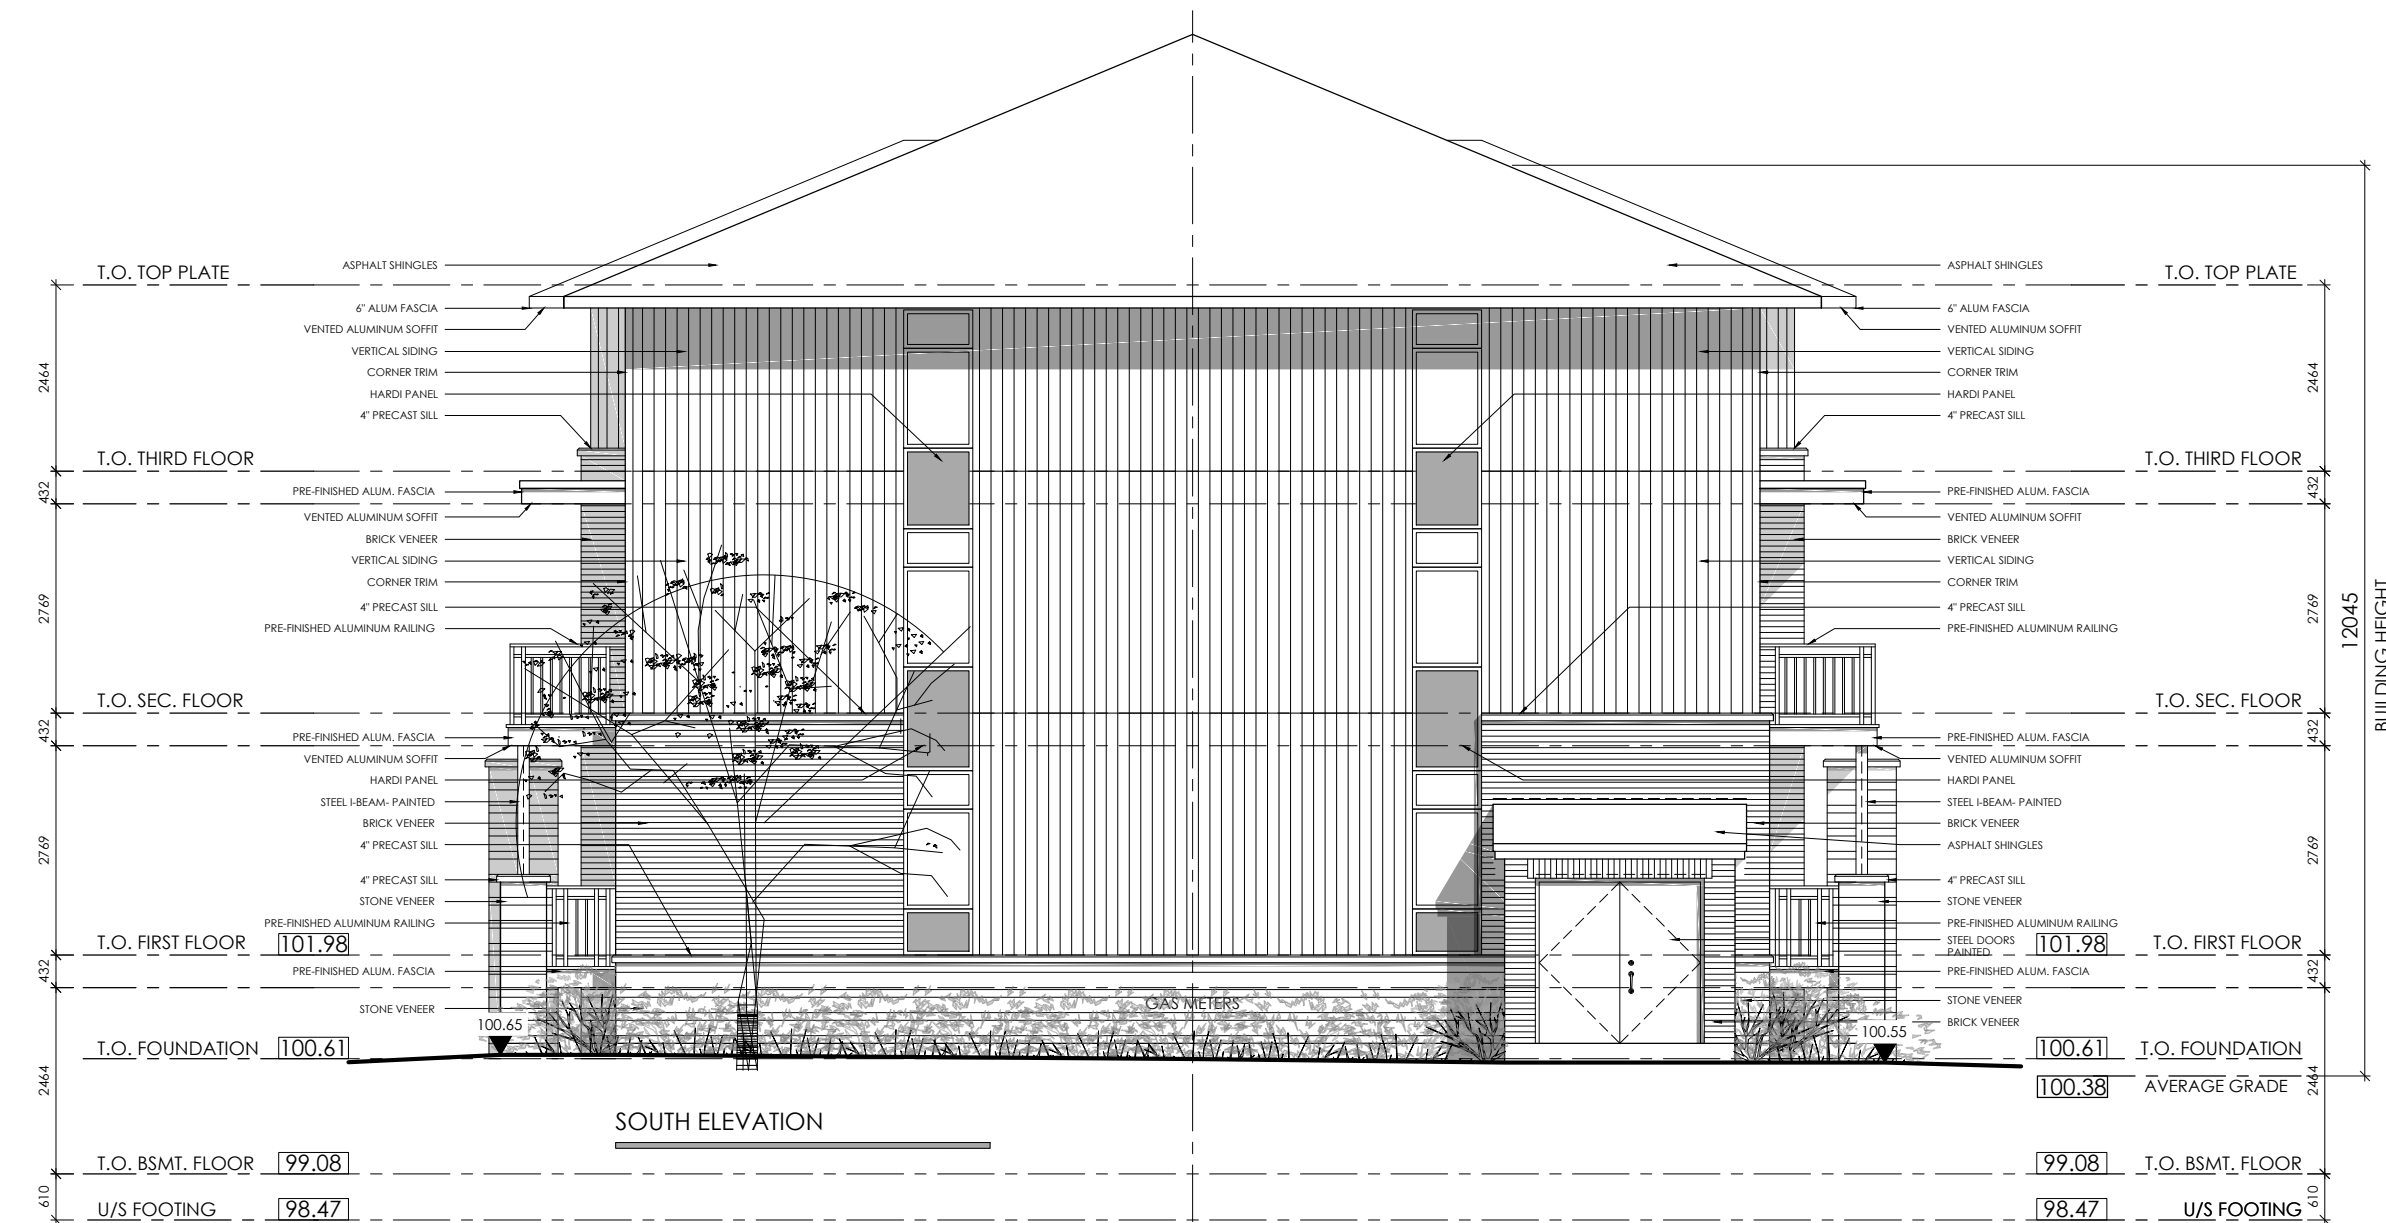 T.O. TOP PLATE
ASPHALT SHINGLES
6" ALUM FASCIA
VENTED ALUMINUM SOFFIT
VERTICAL SIDING
CORNER TRIM
HARDI PANEL
4" PRECAST SILL
2464
T.O. THIRD FLOOR
432
PRE-FINISHED ALUM. FASCIA
VENTED ALUMINUM SOFFIT
BRICK VENEER
VERTICAL SIDING
CORNER TRIM
4" PRECAST SILL
PRE-FINISHED ALUMINUM RAILING
2769
T.O. SEC. FLOOR
432
PRE-FINISHED ALUM. FASCIA
VENTED ALUMINUM SOFFIT
HARDI PANEL
STEEL I-BEAM- PAINTED
BRICK VENEER
4" PRECAST SILL
2769
4" PRECAST SILL
STONE VENEER
PRE-FINISHED ALUMINUM RAILING
T.O. FIRST FLOOR 101.98
432
PRE-FINISHED ALUM. FASCIA
STONE VENEER
100.65
T.O. FOUNDATION 100.61
2464
T.O. BSMT. FLOOR 99.08
610
U/S FOOTING 98.47
GAS METERS
SOUTH ELEVATION
ASPHALT SHINGLES
T.O. TOP PLATE
6" ALUM FASCIA
VENTED ALUMINUM SOFFIT
VERTICAL SIDING
CORNER TRIM
HARDI PANEL
4" PRECAST SILL
2464
T.O. THIRD FLOOR
432
PRE-FINISHED ALUM. FASCIA
VENTED ALUMINUM SOFFIT
BRICK VENEER
VERTICAL SIDING
CORNER TRIM
4" PRECAST SILL
PRE-FINISHED ALUMINUM RAILING
2769
T.O. SEC. FLOOR
432
PRE-FINISHED ALUM. FASCIA
VENTED ALUMINUM SOFFIT
HARDI PANEL
STEEL I-BEAM- PAINTED
BRICK VENEER
ASPHALT SHINGLES
2769
4" PRECAST SILL
STONE VENEER
PRE-FINISHED ALUMINUM RAILING
STEEL DOORS
PAINTED
101.98 T.O. FIRST FLOOR
432
PRE-FINISHED ALUM. FASCIA
STONE VENEER
BRICK VENEER
100.55
100.61 T.O. FOUNDATION
100.38 AVERAGE GRADE
2464
99.08 T.O. BSMT. FLOOR
610
98.47 U/S FOOTING
12045
BUILDING HEIGHT